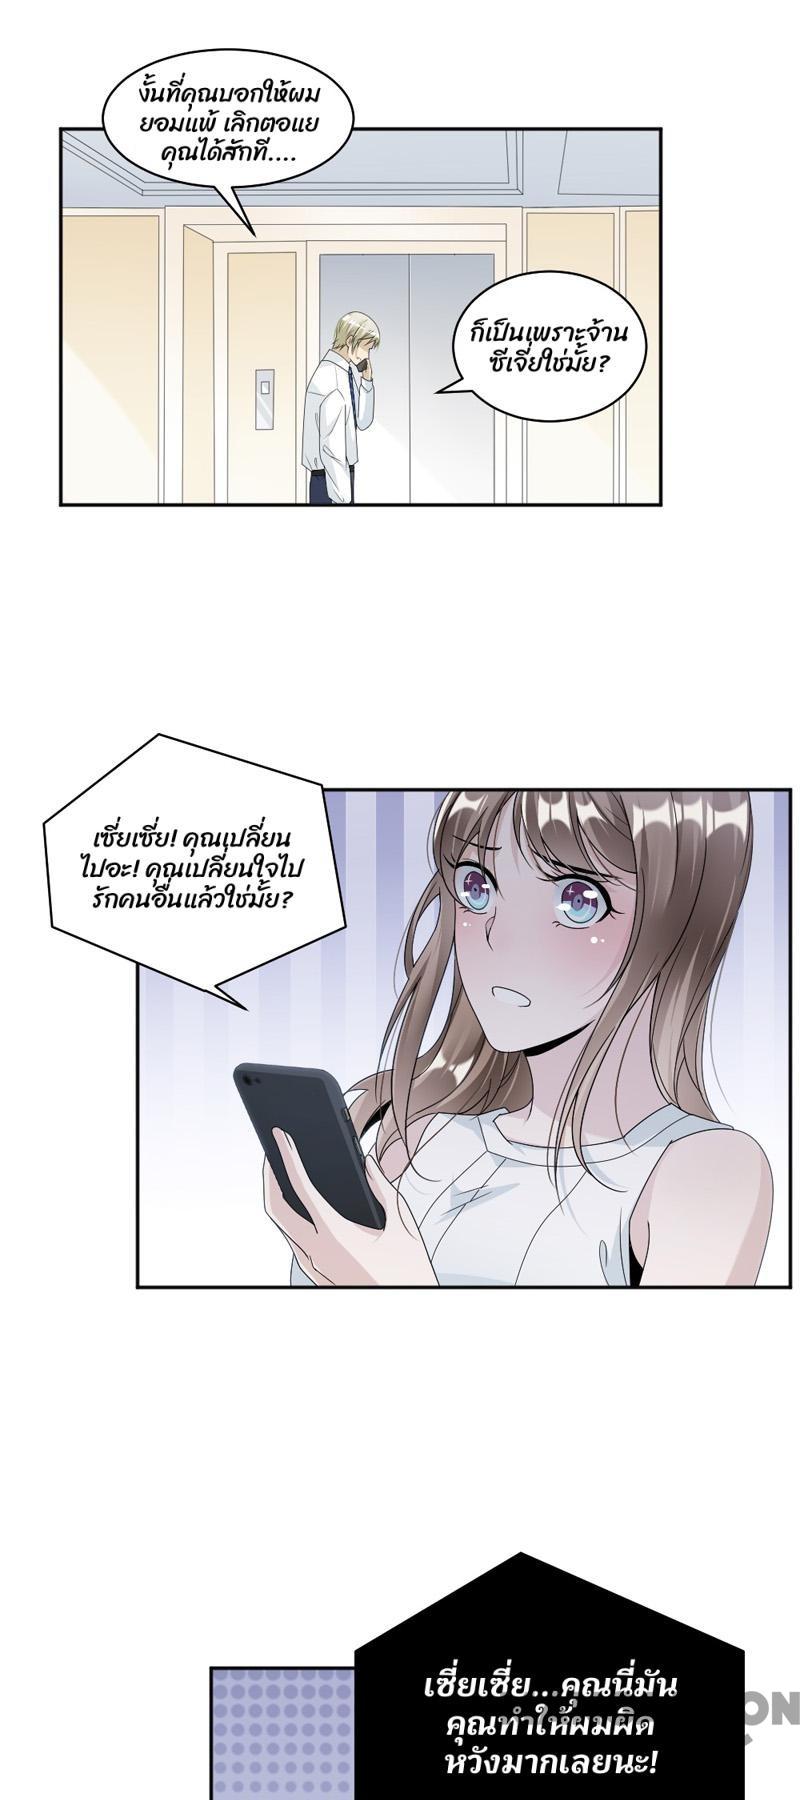 งั้นที่คุณบอกให้ผม
ยอมแพ้ เลิกตอแย
คุณได้สักที....
ก็เป็นเพราะจ้าน
ซีเจี่ยใช่มั้ย?
เซี่ยเซี่ย! คุณเปลี่ยน
ไปอะ! คุณเปลี่ยนใจไป
รักคนอื่นแล้วใช่มั้ย?
เซี่ยเซี่ย...คุณนี่มัน
คุณทำให้ผมผิด
หวังมากเลยนะ!